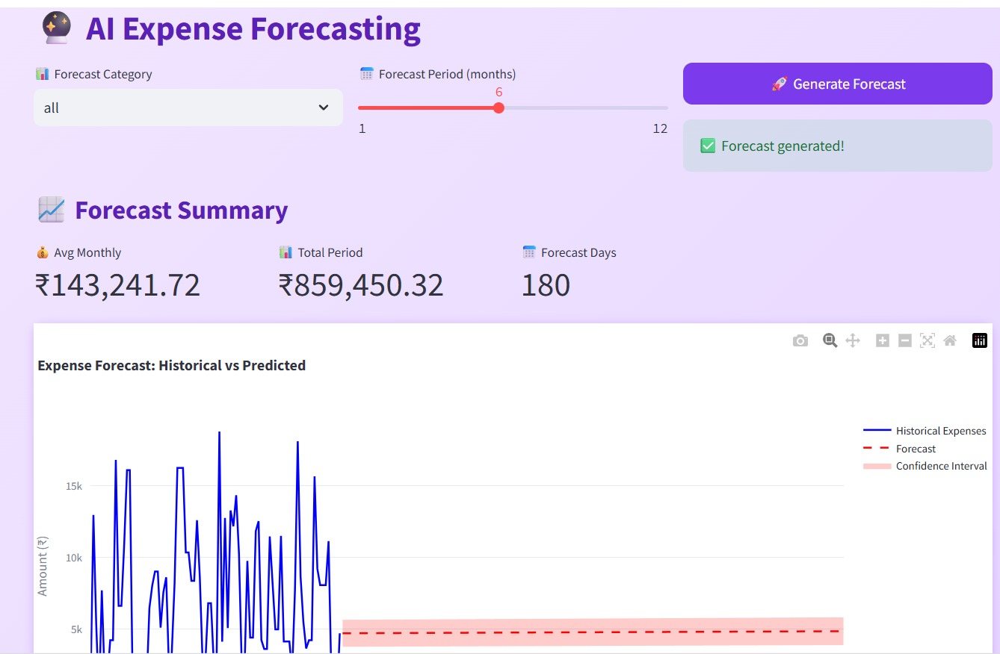 AI Expense Forecasting
Forecast Category
all
Forecast Period (months)
6
1
12
Generate Forecast
Forecast generated!
Forecast Summary
Avg Monthly
₹143,241.72
Total Period
₹859,450.32
Forecast Days
180
Expense Forecast: Historical vs Predicted
Historical Expenses
Forecast
Confidence Interval
15k
10k
5k
Amount (₹)